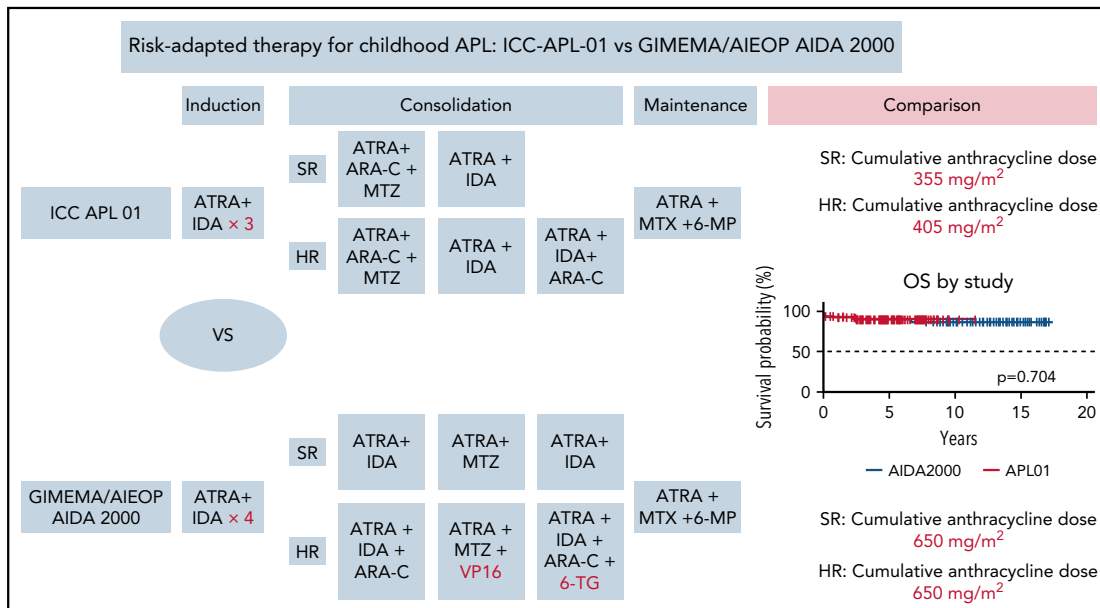 Risk-adapted therapy for childhood APL: ICC-APL-01 vs GIMEMA/AIEOP AIDA 2000
Induction
Consolidation
Maintenance
Comparison
ICC APL 01
ATRA+
IDA × 3
SR
ATRA+
ARA-C +
MTZ
ATRA +
IDA
HR
ATRA+
ARA-C +
MTZ
ATRA +
IDA
ATRA +
IDA+
ARA-C
ATRA +
MTX +6-MP
SR: Cumulative anthracycline dose
355 mg/m²
HR: Cumulative anthracycline dose
405 mg/m²
VS
OS by study
Survival probability (%)
100
50
0
p=0.704
0 5 10 15 20
Years
AIDA2000 APL01
GIMEMA/AIEOP
AIDA 2000
ATRA+
IDA × 4
SR
ATRA+
IDA
ATRA+
MTZ
ATRA+
IDA
HR
ATRA +
IDA +
ARA-C
ATRA +
MTZ +
VP16
ATRA +
IDA +
ARA-C +
6-TG
ATRA +
MTX +6-MP
SR: Cumulative anthracycline dose
650 mg/m²
HR: Cumulative anthracycline dose
650 mg/m²